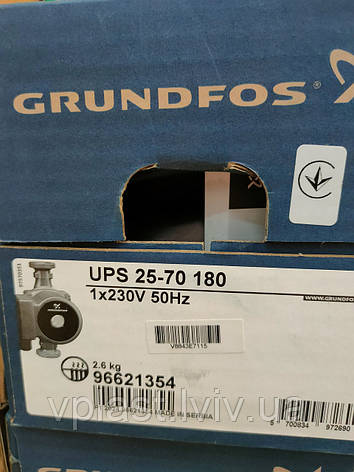 GRUNDFOS
UPS 25-70 180
1x230V 50Hz
WWW.GRUNDFOS
V8843E7115
2.6 kg
96621354
MADE IN SERBIA
5 700834 972690
vplast.lviv.ua